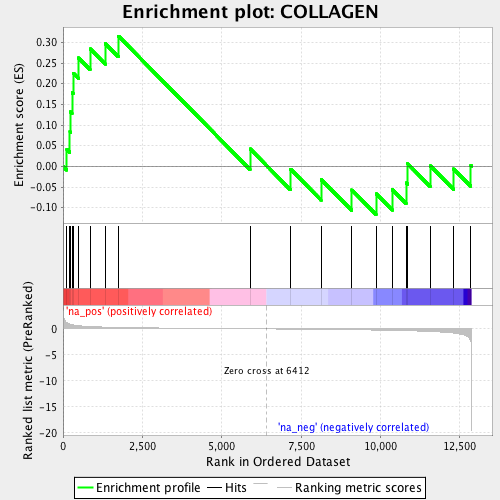 Enrichment plot: COLLAGEN
Enrichment score (ES)
0.30
0.25
0.20
0.15
0.10
0.05
0.00
-0.05
-0.10
'na_pos' (positively correlated)
Ranked list metric (PreRanked)
0
-5
-10
-15
-20
Zero cross at 6412
'na_neg' (negatively correlated)
0 2,500 5,000 7,500 10,000 12,500
Rank in Ordered Dataset
Enrichment profile Hits Ranking metric scores